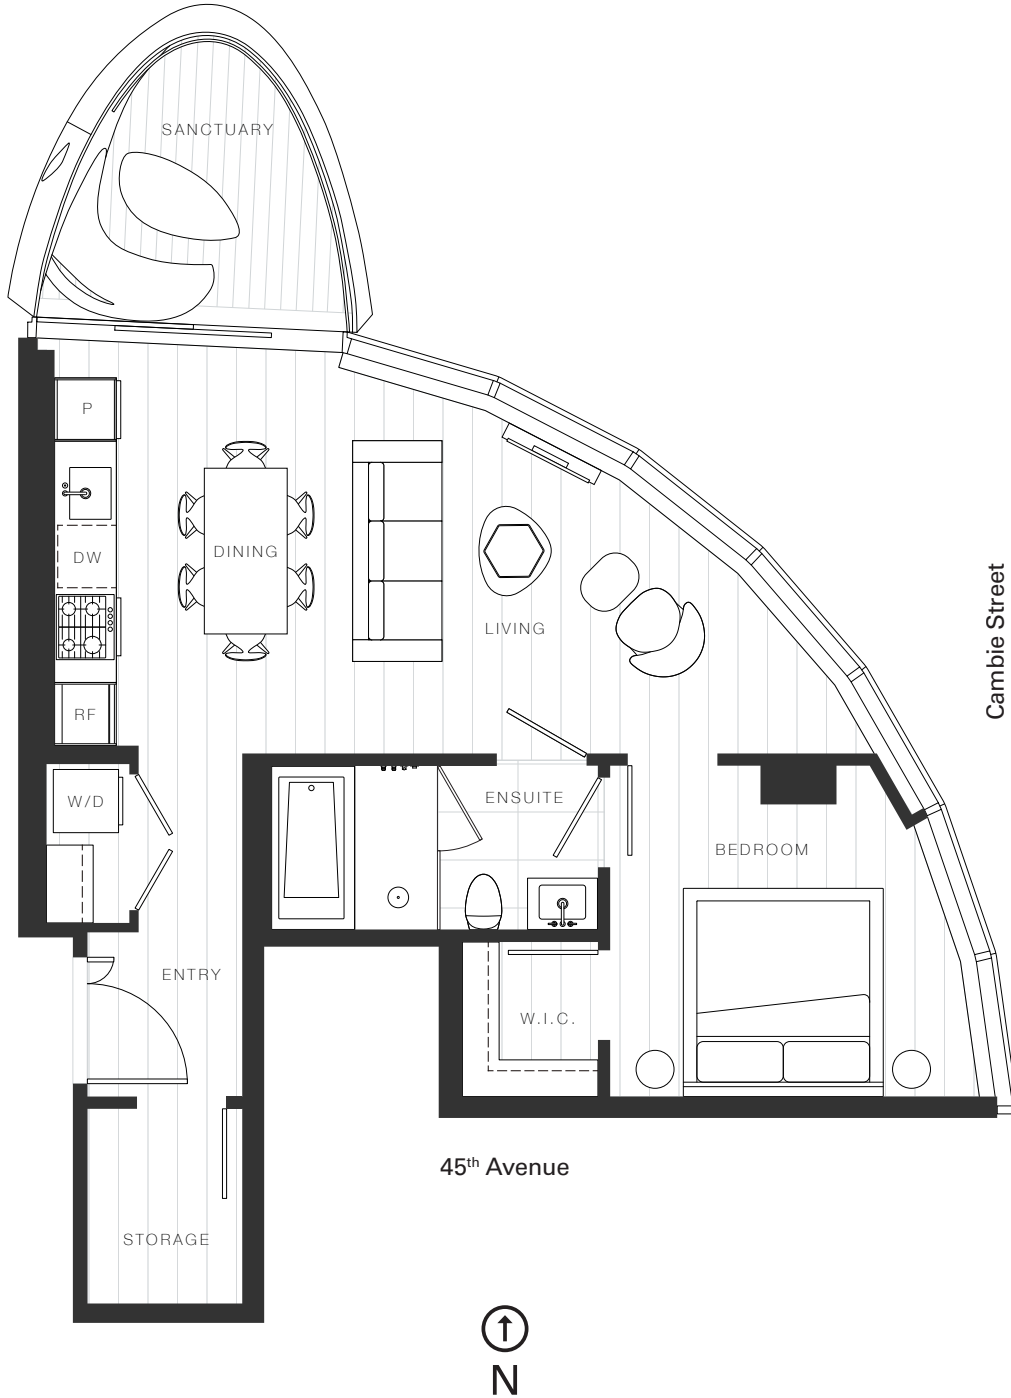 SANCTUARY
P
DW
DINING
LIVING
Cambie Street
RF
W/D
ENSUITE
BEDROOM
ENTRY
W.I.C.
45th Avenue
STORAGE
N